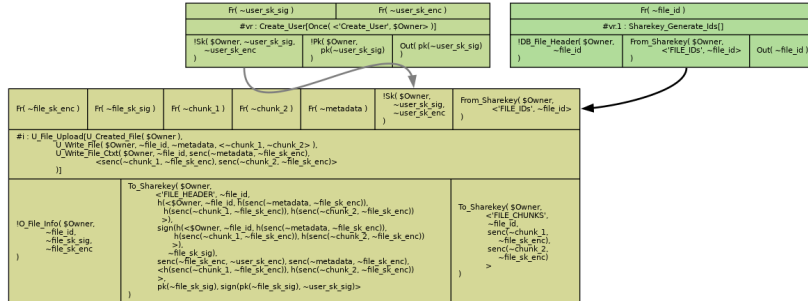 Fr( ~user_sk_sig )
Fr( ~user_sk_enc )
#vr : Create_User[Once( <'Create_User', $Owner> )]
!Sk( $Owner, ~user_sk_sig,
~user_sk_enc
)
!Pk( $Owner,
pk(~user_sk_sig)
)
Out( pk(~user_sk_sig) )
Fr( ~file_id )
#vr.1 : Sharekey_Generate_Ids[]
!DB_File_Header( $Owner,
~file_id
)
From_Sharekey( $Owner,
<'FILE_IDs', ~file_id>
)
Out( ~file_id )
Fr( ~file_sk_enc )
Fr( ~file_sk_sig )
Fr( ~chunk_1 )
Fr( ~chunk_2 )
Fr( ~metadata )
!Sk( $Owner,
~user_sk_sig,
~user_sk_enc
)
From_Sharekey( $Owner,
<'FILE_IDs', ~file_id>
)
#i : U_File_Upload[U_Created_File( $Owner ),
U_Write_File( $Owner, ~file_id, ~metadata, <~chunk_1, ~chunk_2> ),
U_Write_File_Ctxt( $Owner, ~file_id, senc(~metadata, ~file_sk_enc),
<senc(~chunk_1, ~file_sk_enc), senc(~chunk_2, ~file_sk_enc)>
)]
!O_File_Info( $Owner,
~file_id,
~file_sk_sig,
~file_sk_enc
)
To_Sharekey( $Owner,
<'FILE_HEADER', ~file_id,
h(<$Owner, ~file_id, h(senc(~metadata, ~file_sk_enc)),
h(senc(~chunk_1, ~file_sk_enc)), h(senc(~chunk_2, ~file_sk_enc))
>),
sign(h(<$Owner, ~file_id, h(senc(~metadata, ~file_sk_enc)),
h(senc(~chunk_1, ~file_sk_enc)), h(senc(~chunk_2, ~file_sk_enc))
>),
~file_sk_sig),
senc(~file_sk_enc, ~user_sk_enc), senc(~metadata, ~file_sk_enc),
<h(senc(~chunk_1, ~file_sk_enc)), h(senc(~chunk_2, ~file_sk_enc))
>,
pk(~file_sk_sig), sign(pk(~file_sk_sig), ~user_sk_sig)>
)
To_Sharekey( $Owner,
<'FILE_CHUNKS',
~file_id,
senc(~chunk_1,
~file_sk_enc),
senc(~chunk_2,
~file_sk_enc)
>
)